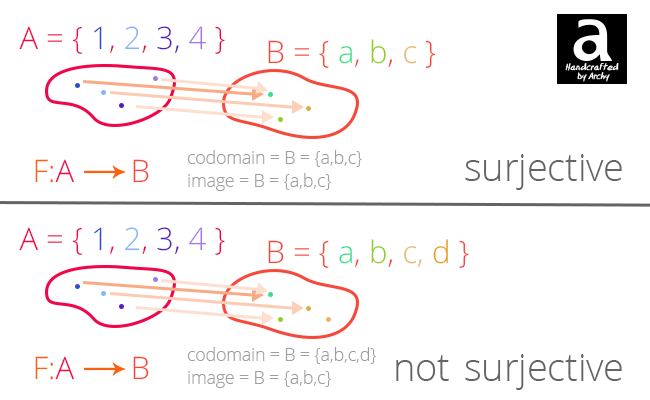 A = { 1, 2, 3, 4 }
B = { a, b, c }
a
Handcrafted
by Archy
F:A → B
codomain = B = {a,b,c}
image = B = {a,b,c}
surjective
A = { 1, 2, 3, 4 }
B = { a, b, c, d }
F:A → B
codomain = B = {a,b,c,d}
image = B = {a,b,c}
not surjective